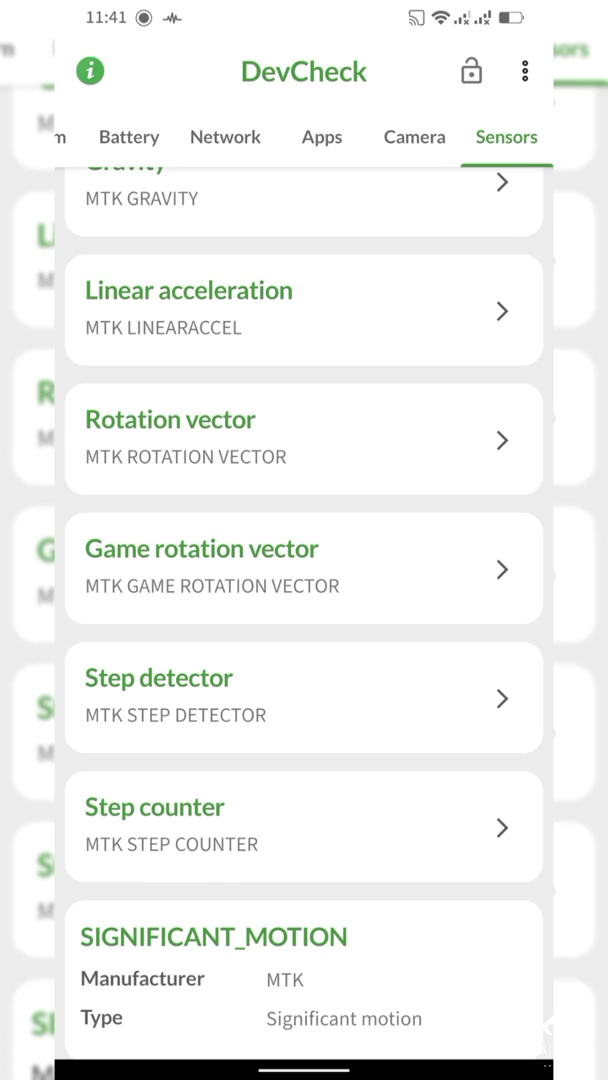 11:41
DevCheck
m Battery Network Apps Camera Sensors
Gravity
MTK GRAVITY
Linear acceleration
MTK LINEARACCEL
Rotation vector
MTK ROTATION VECTOR
Game rotation vector
MTK GAME ROTATION VECTOR
Step detector
MTK STEP DETECTOR
Step counter
MTK STEP COUNTER
SIGNIFICANT_MOTION
Manufacturer MTK
Type Significant motion